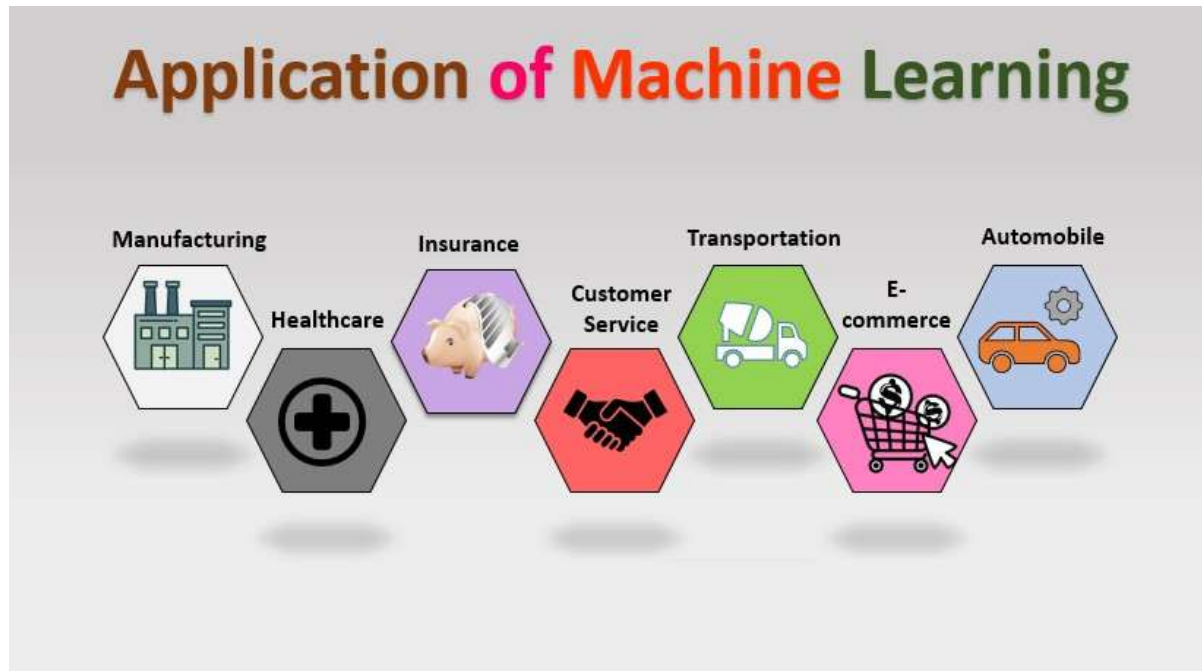 Application of Machine Learning
Manufacturing
Healthcare
Insurance
Customer
Service
Transportation
E-
commerce
Automobile
$
$